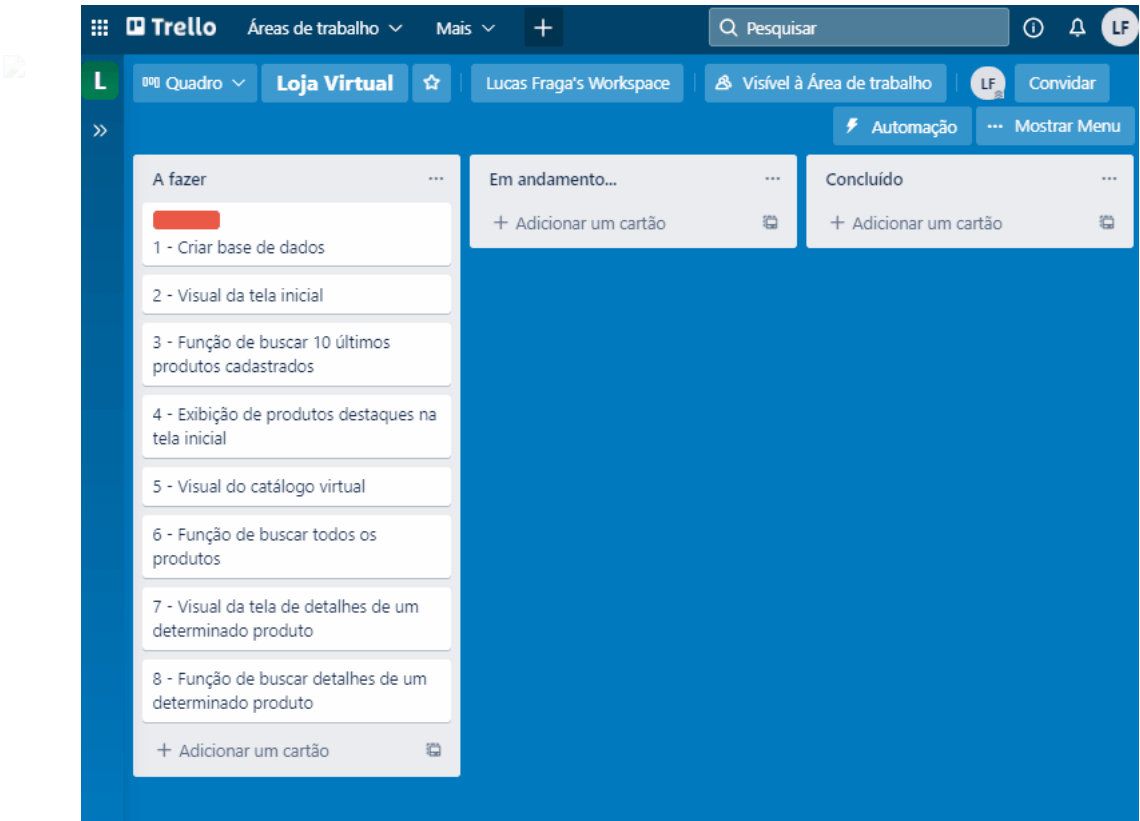 Trello Áreas de trabalho Mais + Pesquisar LF
L Quadro Loja Virtual Lucas Fraga's Workspace Visível à Área de trabalho LF Convidar
Automação ... Mostrar Menu
A fazer ...
1 - Criar base de dados
2 - Visual da tela inicial
3 - Função de buscar 10 últimos
produtos cadastrados
4 - Exibição de produtos destaques na
tela inicial
5 - Visual do catálogo virtual
6 - Função de buscar todos os
produtos
7 - Visual da tela de detalhes de um
determinado produto
8 - Função de buscar detalhes de um
determinado produto
+ Adicionar um cartão
Em andamento... ...
+ Adicionar um cartão
Concluído ...
+ Adicionar um cartão